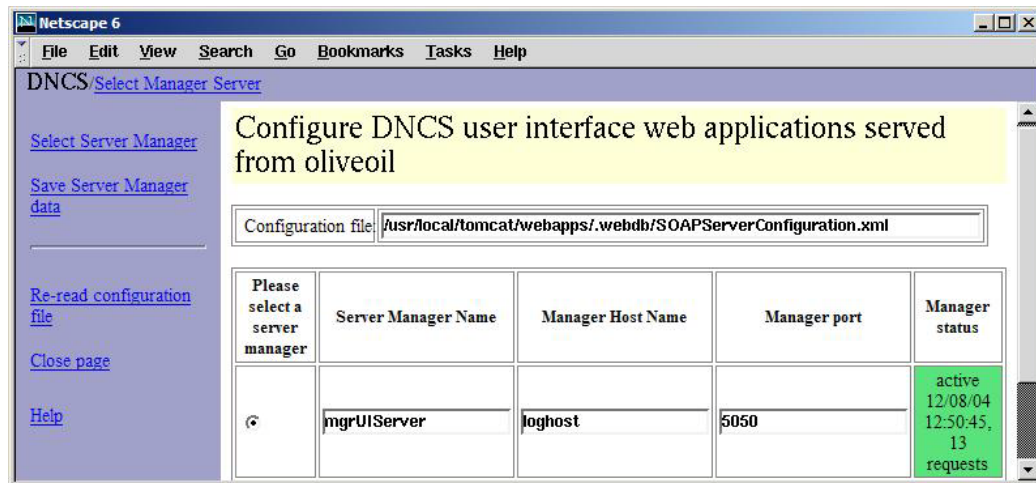 Netscape 6
File Edit View Search Go Bookmarks Tasks Help
DNCS/Select Manager Server
Select Server Manager
Save Server Manager
data
Re-read configuration
file
Close page
Help
Configure DNCS user interface web applications served
from oliveoil
Configuration file: /usr/local/tomcat/webapps/.webdb/SOAPServerConfiguration.xml
Please
select a
server
manager
Server Manager Name
Manager Host Name
Manager port
Manager
status
mgrUIServer
loghost
5050
active
12/08/04
12:50:45,
13
requests